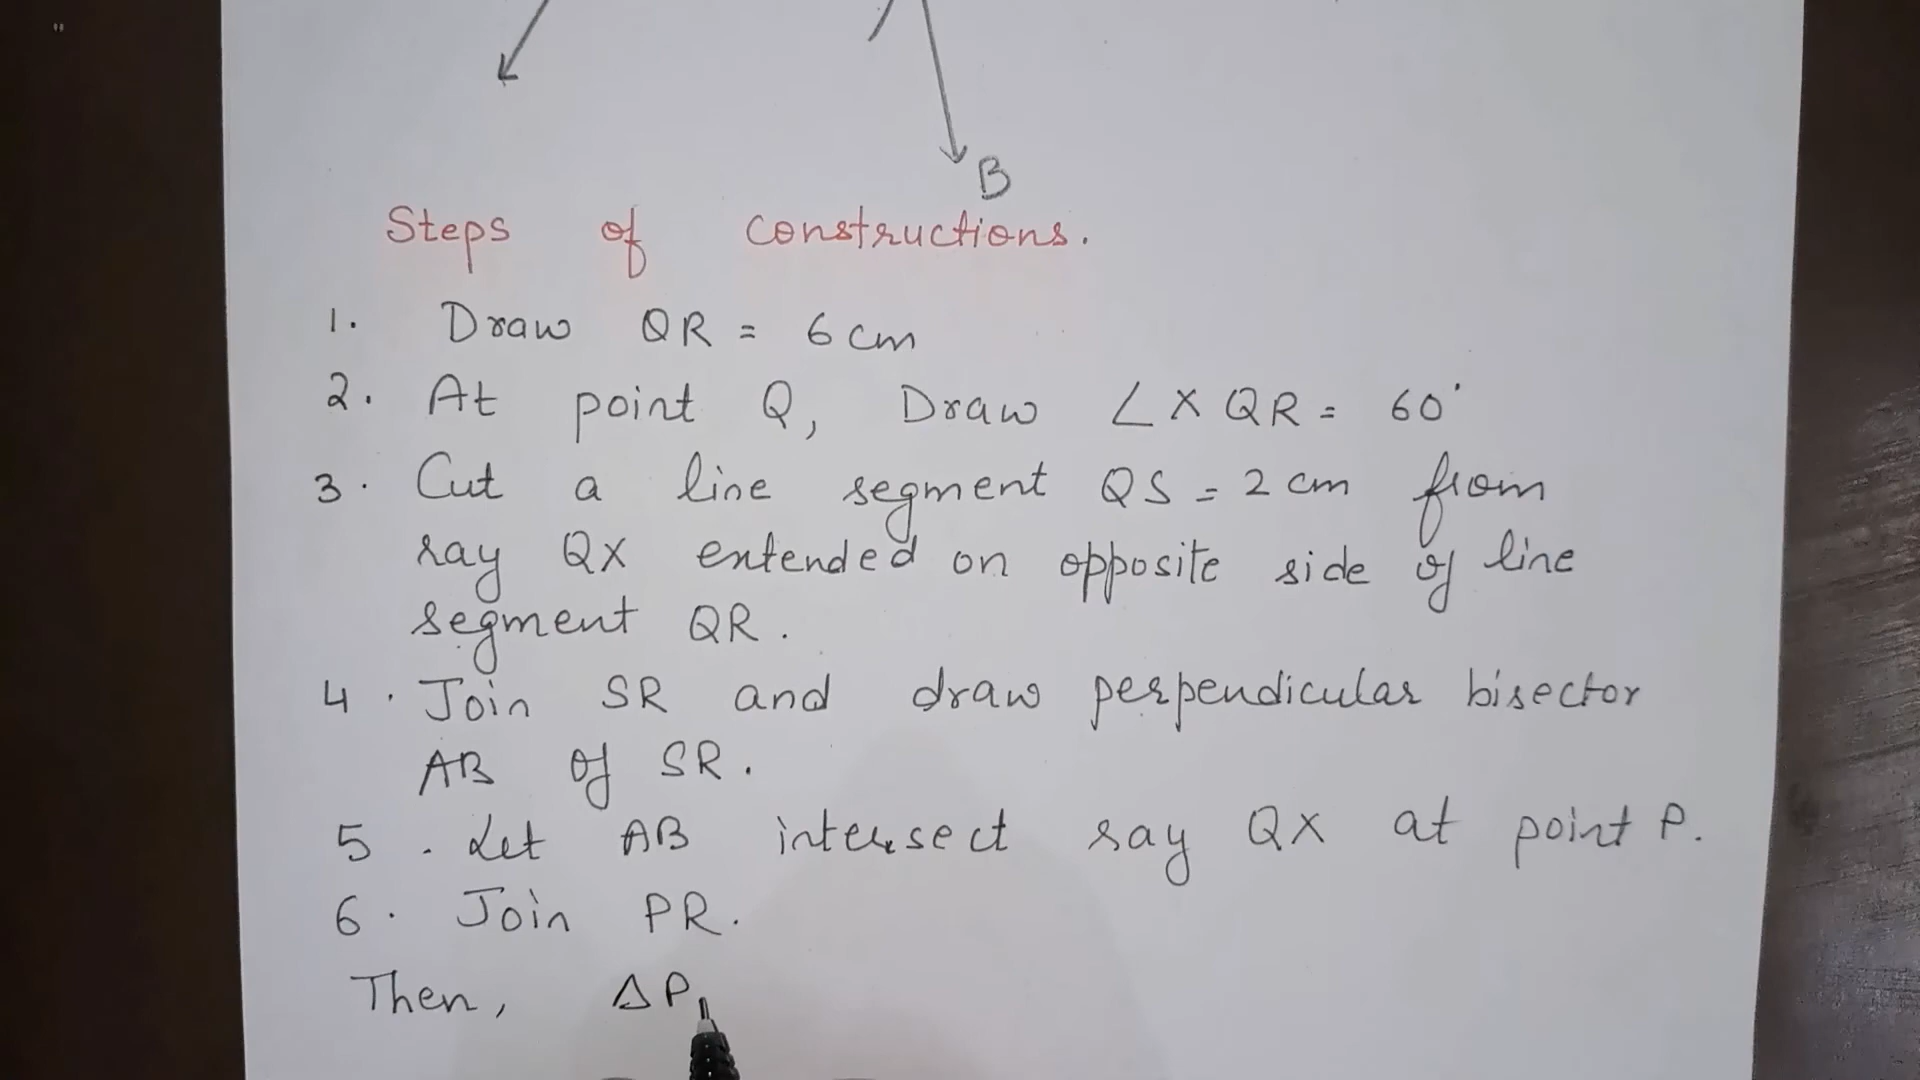 B
Steps of constructions.
1. Draw QR = 6 cm
2. At point Q, Draw ∠XQR = 60°
3. Cut a line segment QS = 2 cm from
ray QX extended on opposite side of line
segment QR.
4. Join SR and draw perpendicular bisector
AB of SR.
5. Let AB intersect ray QX at point P.
6. Join PR.
Then, ΔP